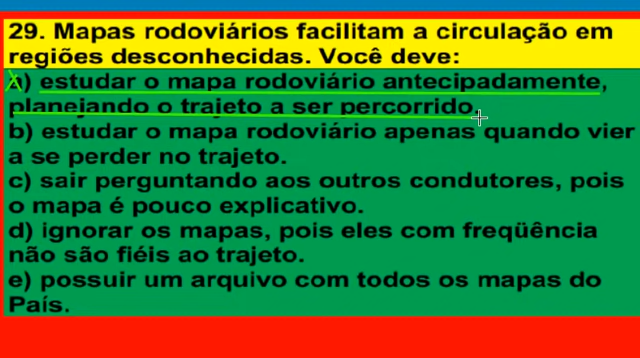 29. Mapas rodoviários facilitam a circulação em
regiões desconhecidas. Você deve:
a) estudar o mapa rodoviário antecipadamente,
planejando o trajeto a ser percorrido.
b) estudar o mapa rodoviário apenas quando vier
a se perder no trajeto.
c) sair perguntando aos outros condutores, pois
o mapa é pouco explicativo.
d) ignorar os mapas, pois eles com freqüência
não são fiéis ao trajeto.
e) possuir um arquivo com todos os mapas do
País.